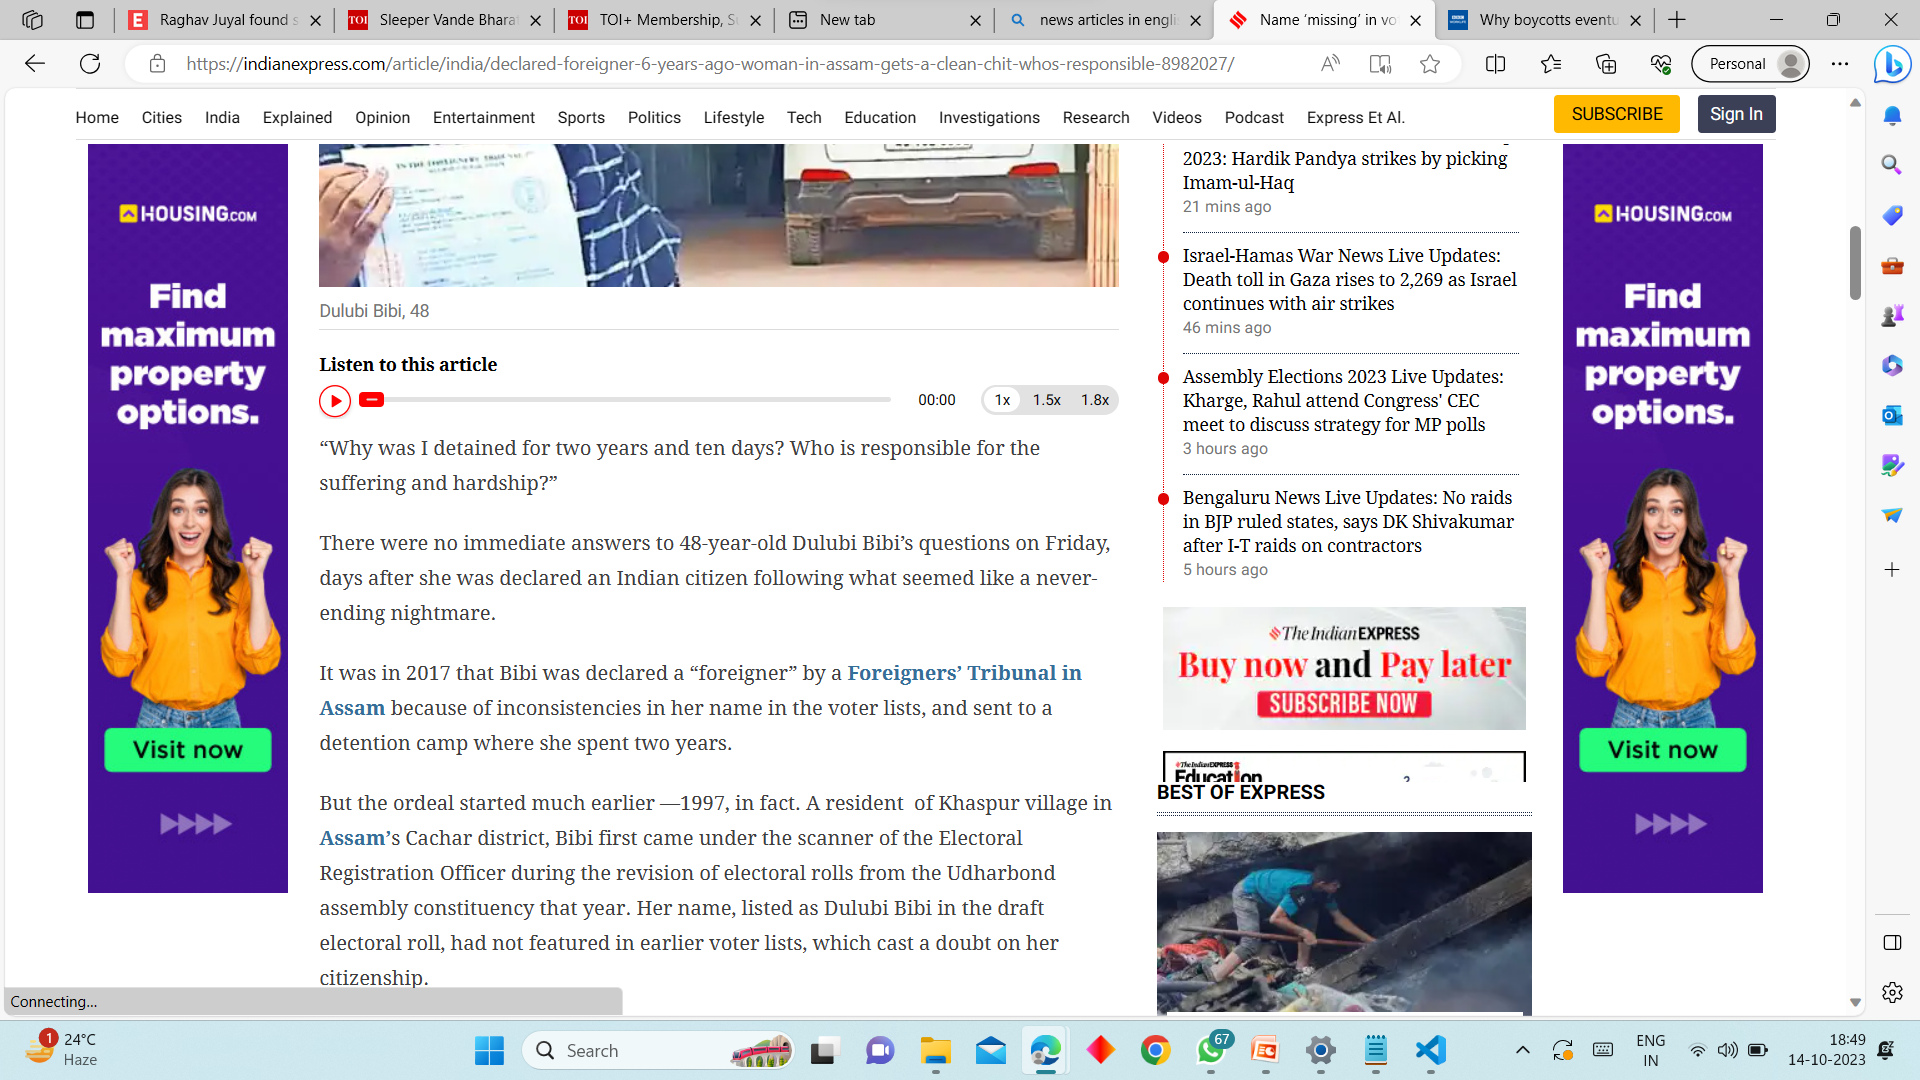 Raghav Juyal found s
Sleeper Vande Bharat
TOI+ Membership, Su
New tab
news articles in englis
Name ‘missing’ in vo
Why boycotts eventu
https://indianexpress.com/article/india/declared-foreigner-6-years-ago-woman-in-assam-gets-a-clean-chit-whos-responsible-8982027/
Personal
Home
Cities
India
Explained
Opinion
Entertainment
Sports
Politics
Lifestyle
Tech
Education
Investigations
Research
Videos
Podcast
Express Et Al.
SUBSCRIBE
Sign In
HOUSING.COM
Find
maximum
property
options.
Visit now
Dulubi Bibi, 48
Listen to this article
00:00
1x
1.5x
1.8x
“Why was I detained for two years and ten days? Who is responsible for the
suffering and hardship?”
There were no immediate answers to 48-year-old Dulubi Bibi’s questions on Friday,
days after she was declared an Indian citizen following what seemed like a never-
ending nightmare.
It was in 2017 that Bibi was declared a “foreigner” by a Foreigners’ Tribunal in
Assam because of inconsistencies in her name in the voter lists, and sent to a
detention camp where she spent two years.
But the ordeal started much earlier —1997, in fact. A resident of Khaspur village in
Assam’s Cachar district, Bibi first came under the scanner of the Electoral
Registration Officer during the revision of electoral rolls from the Udharbond
assembly constituency that year. Her name, listed as Dulubi Bibi in the draft
electoral roll, had not featured in earlier voter lists, which cast a doubt on her
citizenship.
2023: Hardik Pandya strikes by picking
Imam-ul-Haq
21 mins ago
Israel-Hamas War News Live Updates:
Death toll in Gaza rises to 2,269 as Israel
continues with air strikes
46 mins ago
Assembly Elections 2023 Live Updates:
Kharge, Rahul attend Congress' CEC
meet to discuss strategy for MP polls
3 hours ago
Bengaluru News Live Updates: No raids
in BJP ruled states, says DK Shivakumar
after I-T raids on contractors
5 hours ago
The Indian EXPRESS
Buy now and Pay later
SUBSCRIBE NOW
The Indian EXPRESS
Education
BEST OF EXPRESS
HOUSING.COM
Find
maximum
property
options.
Visit now
Connecting...
1
24°C
Haze
Search
67
ENG
IN
18:49
14-10-2023